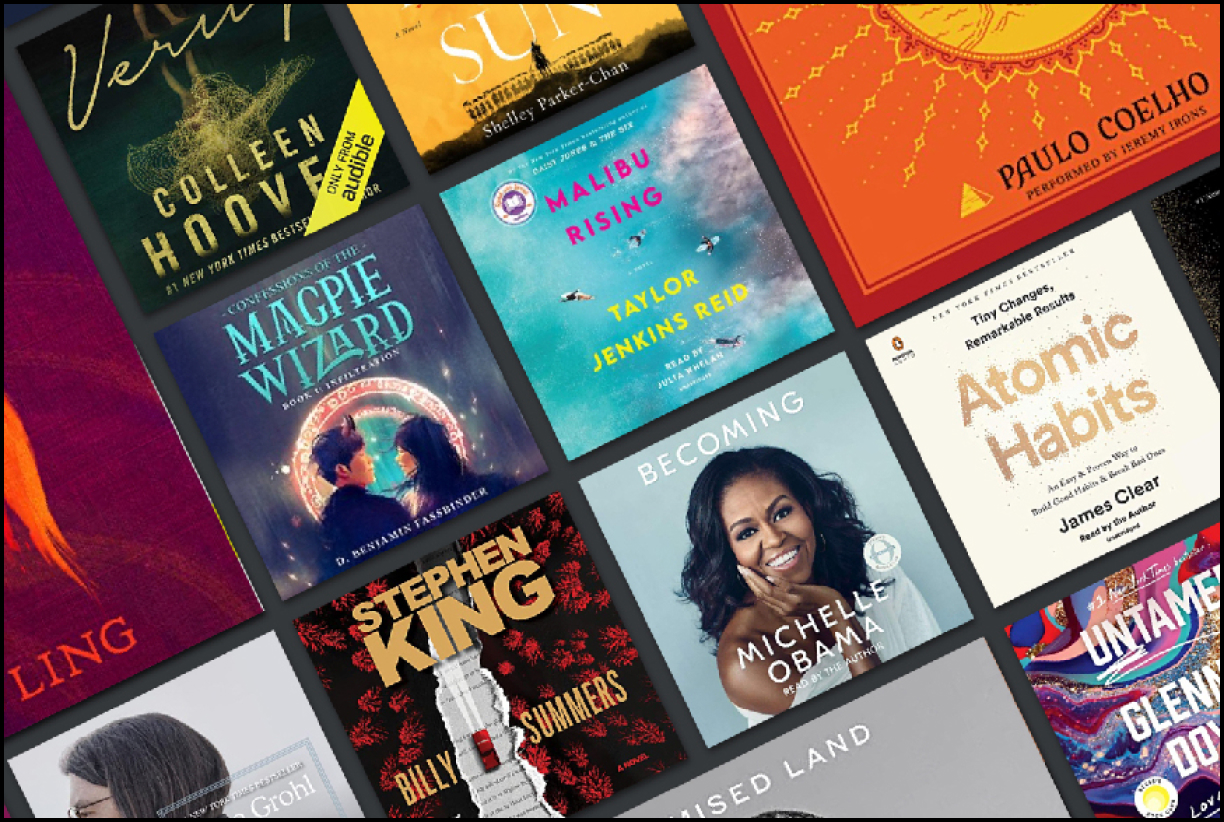 Verity
COLLEEN
HOOVE
#1 NEW YORK TIMES BESTSE
ONLY FROM
audible
A Novel
SUN
Shelley Parker-Chan
PAULO COELHO
PERFORMED BY JEREMY IRONS
DAISY JONES & THE SIX
MALIBU
RISING
A NOVEL
TAYLOR
JENKINS REID
READ BY
JULIA WHELAN
CONFESSIONS OF THE
MAGPIE
WIZARD
BOOK 1: INFILTRATION
D. BENJAMIN FASSBINDER
NEW YORK TIMES BESTSELLER
Tiny Changes,
Remarkable Results
Atomic
Habits
An Easy & Proven Way to
Build Good Habits & Break Bad Ones
James Clear
Read by the Author
BECOMING
MICHELLE
OBAMA
READ BY THE AUTHOR
STEPHEN
KING
BILLY
SUMMERS
A NOVEL
LING
Grohl
MISED LAND
UNTAME
GLENN
DO